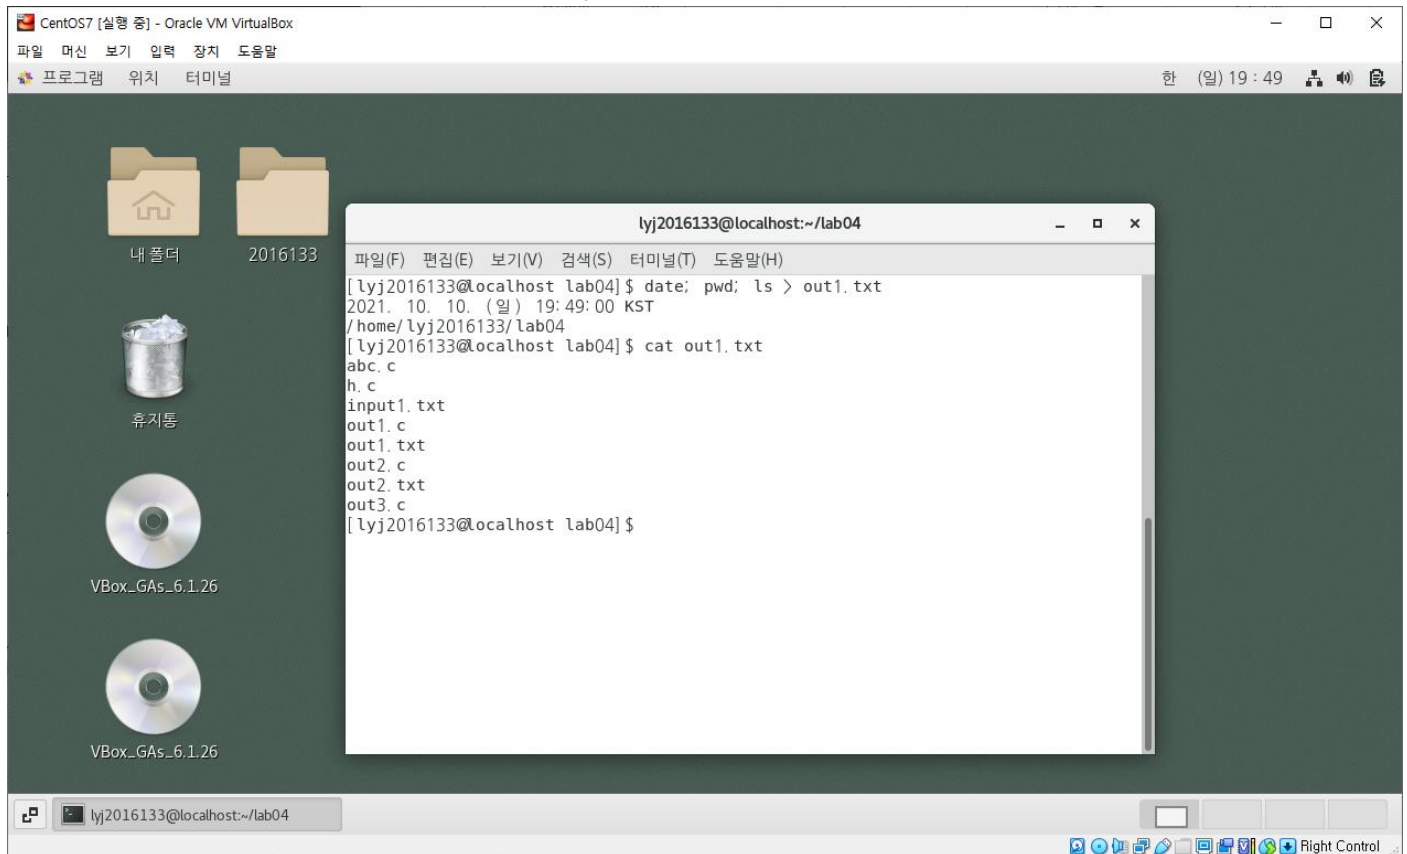 CentOS7 [실행 중] - Oracle VM VirtualBox
파일 머신 보기 입력 장치 도움말
프로그램 위치 터미널 한 (일) 19 : 49
내 폴더 2016133
휴지통
VBox_GAs_6.1.26
VBox_GAs_6.1.26
lyj2016133@localhost:~/lab04
파일(F) 편집(E) 보기(V) 검색(S) 터미널(T) 도움말(H)
[lyj2016133@localhost lab04]$ date; pwd; ls > out1.txt
2021. 10. 10. (일) 19:49:00 KST
/home/lyj2016133/lab04
[lyj2016133@localhost lab04]$ cat out1.txt
abc.c
h.c
input1.txt
out1.c
out1.txt
out2.c
out2.txt
out3.c
[lyj2016133@localhost lab04]$
lyj2016133@localhost:~/lab04
Right Control